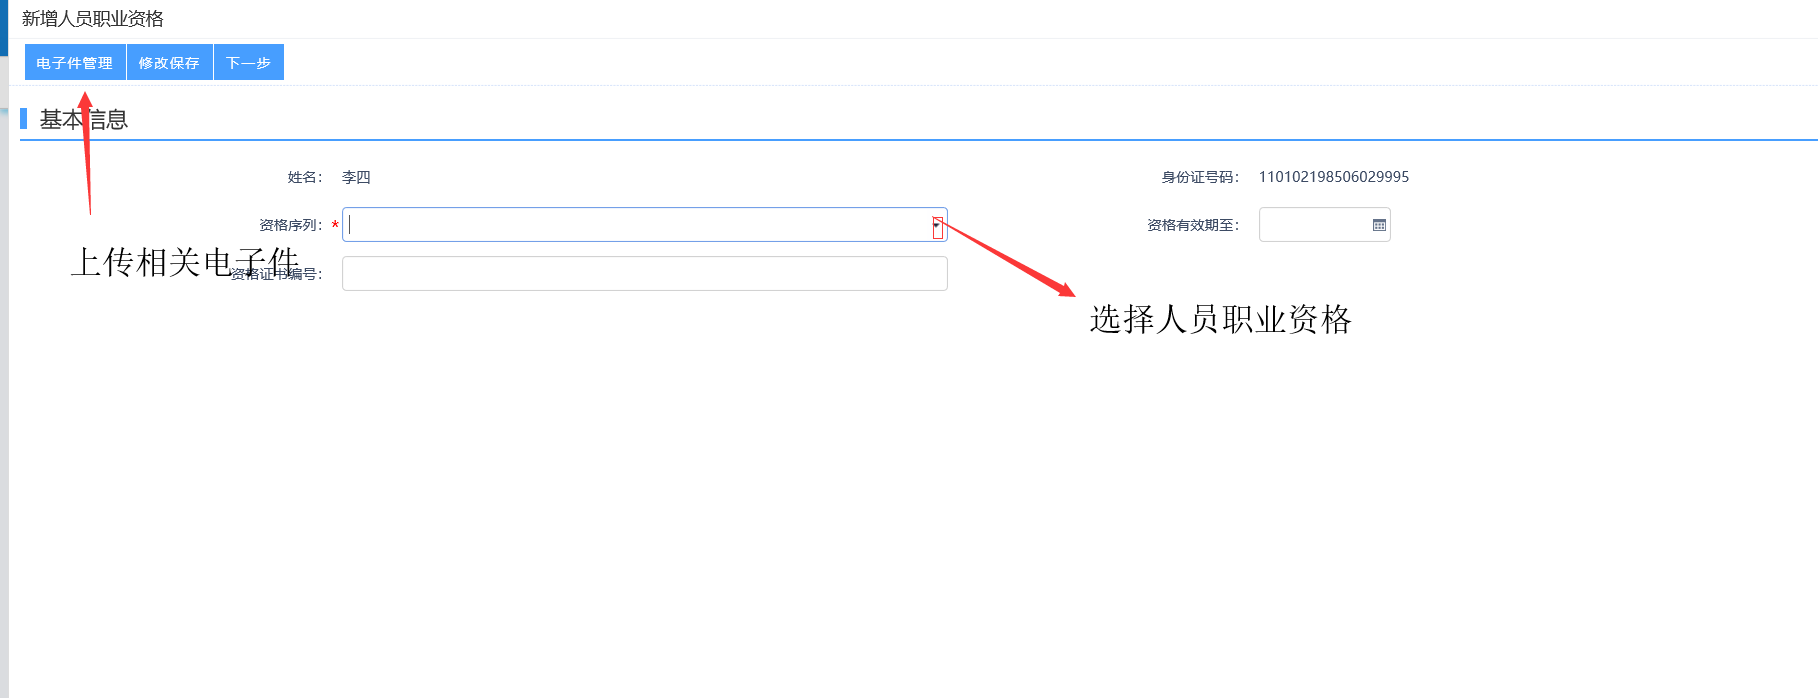 新增人员职业资格
电子件管理 修改保存 下一步
基本信息
姓名： 李四 身份证号码： 110102198506029995
资格序列：* 资格有效期至：
上传相关电子件
资格证书编号：
选择人员职业资格